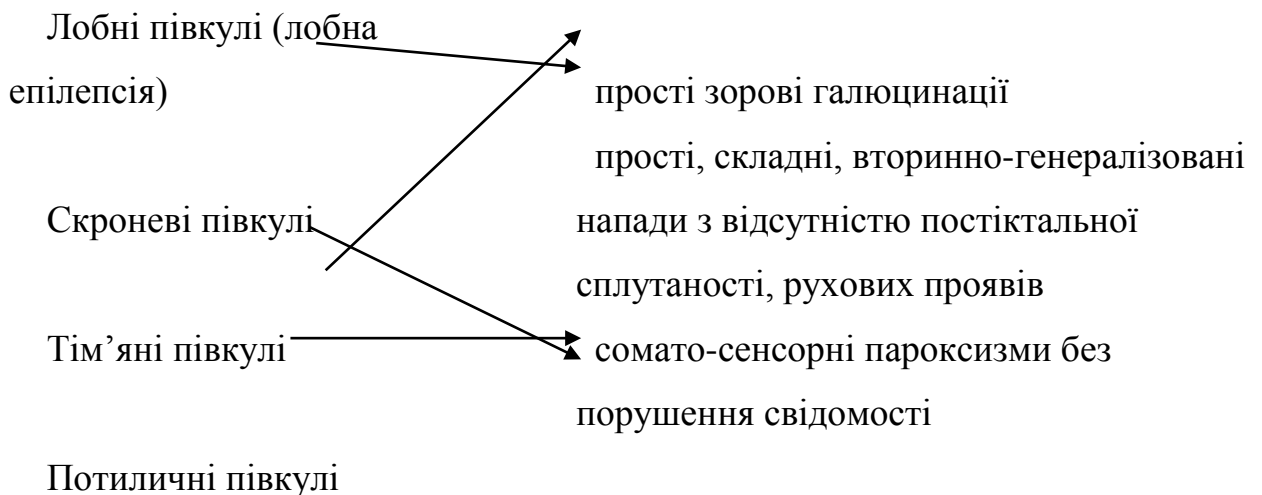 Лобні півкулі (лобна
епілепсія)
прості зорові галюцинації
прості, складні, вторинно-генералізовані
Скроневі півкулі
напади з відсутністю постіктальної
сплутаності, рухових проявів
Тім’яні півкулі
сомато-сенсорні пароксизми без
порушення свідомості
Потиличні півкулі